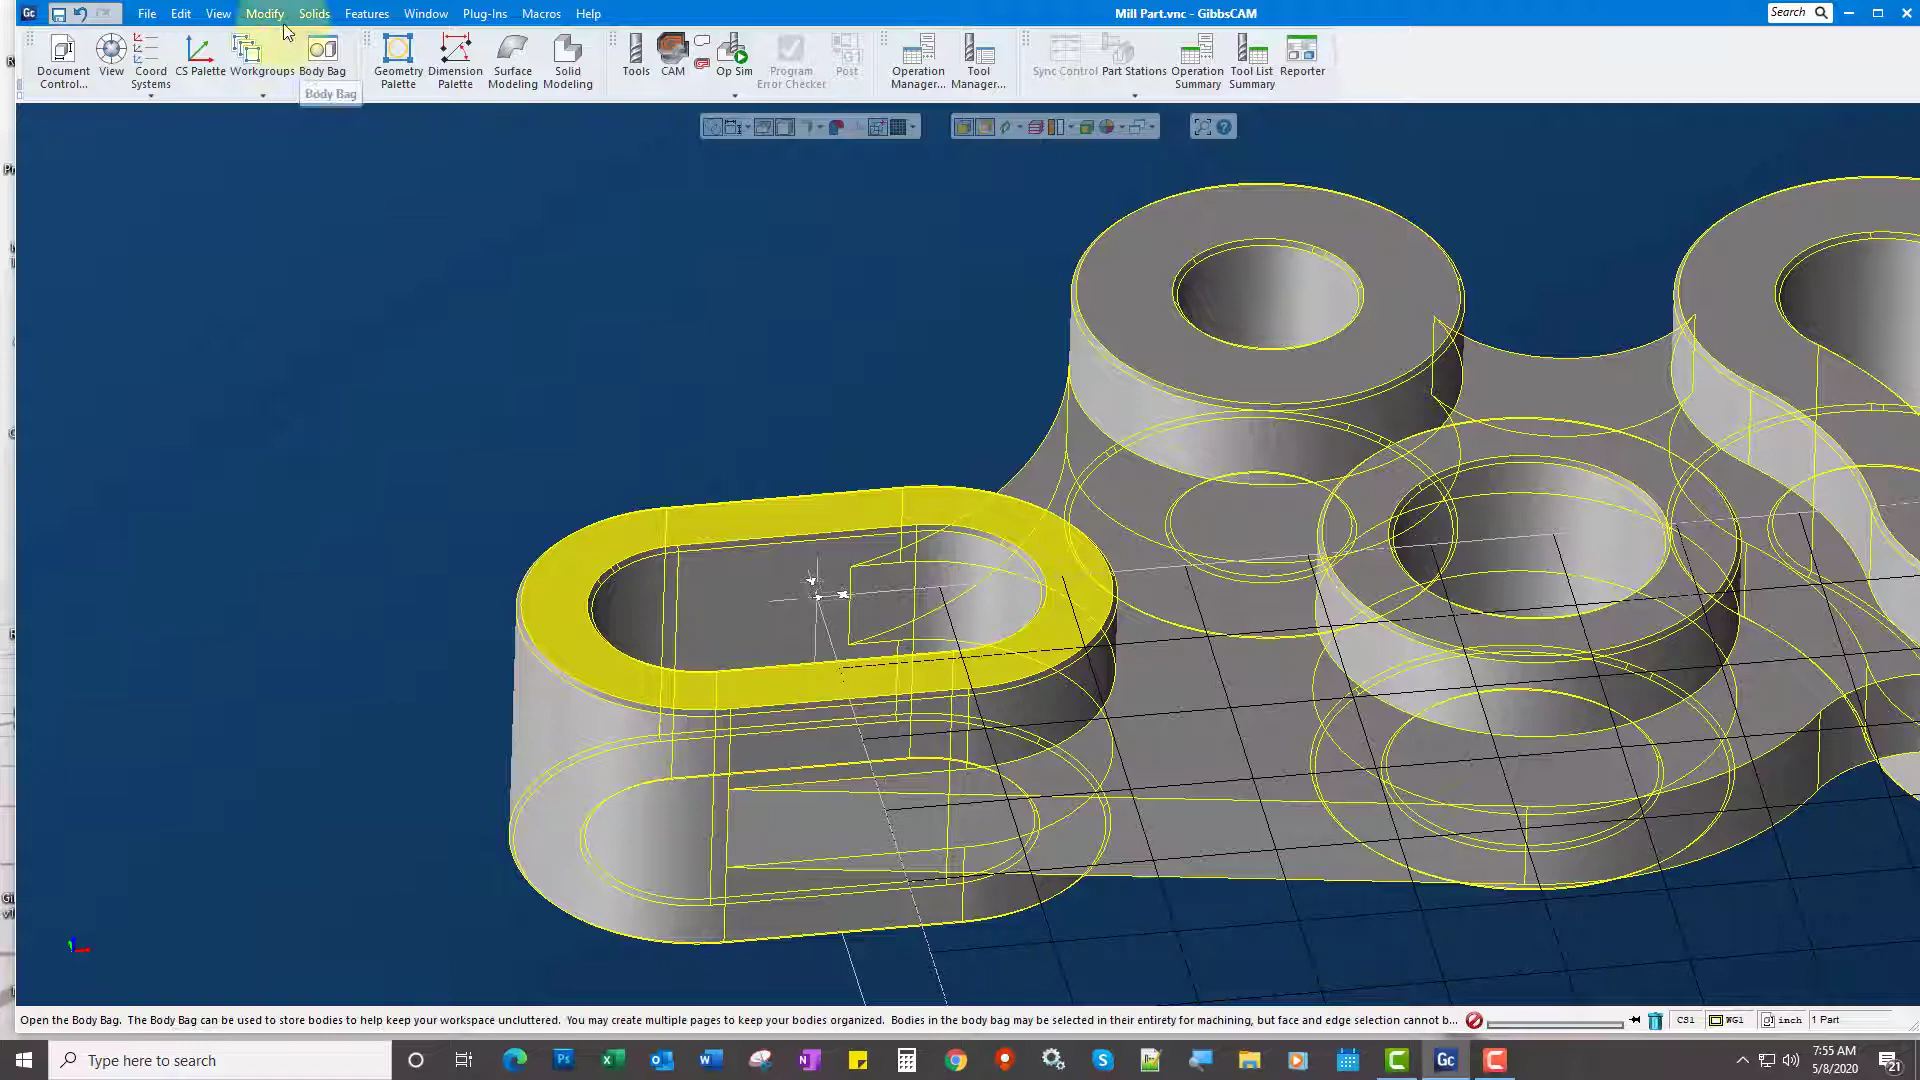 Gc File Edit View Modify Solids Features Window Plug-Ins Macros Help Mill Part.vnc - GibbsCAM Search
Document Control... View Coord Systems CS Palette Workgroups Body Bag Geometry Palette Dimension Palette Surface Modeling Solid Modeling Tools CAM Op Sim Program Error Checker Post Operation Manager... Tool Manager... Sync Control Part Stations Operation Summary Tool List Summary Reporter
Body Bag
Open the Body Bag. The Body Bag can be used to store bodies to help keep your workspace uncluttered. You may create multiple pages to keep your bodies organized. Bodies in the body bag may be selected in their entirety for machining, but face and edge selection cannot b... CS1 WG1 inch 1 Part
Type here to search
7:55 AM
5/8/2020
21